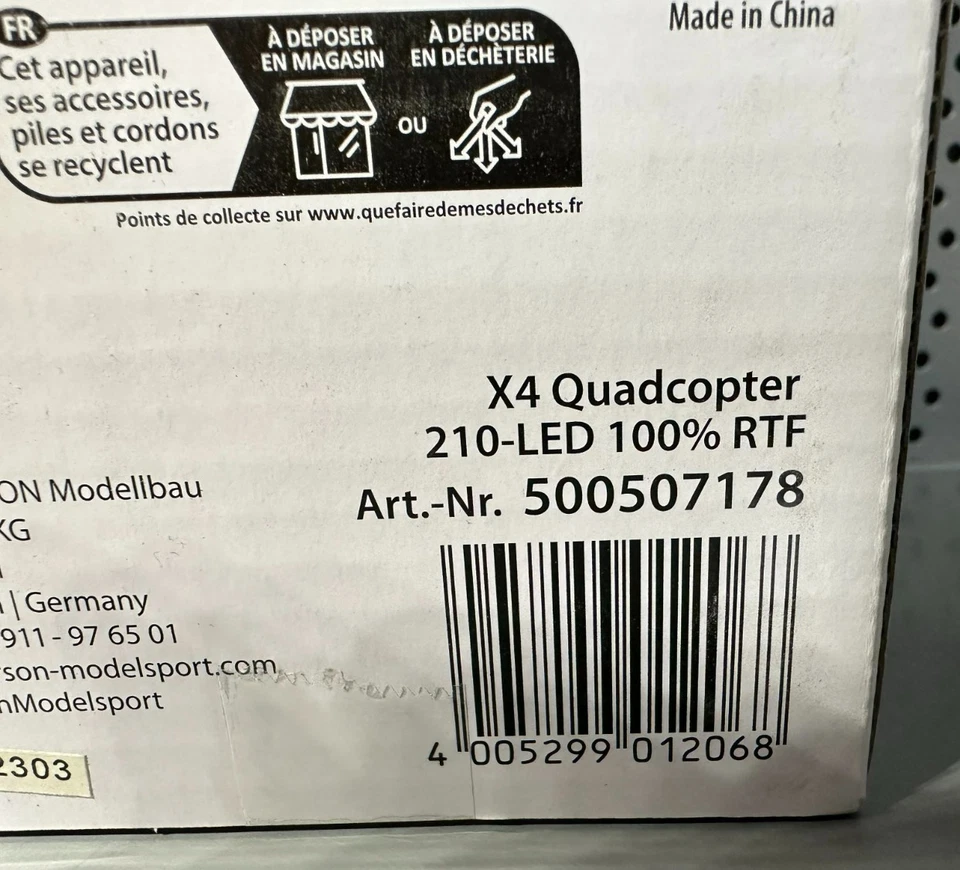 FR
Cet appareil,
ses accessoires,
piles et cordons
se recyclent
À DÉPOSER
EN MAGASIN
OU
À DÉPOSER
EN DÉCHÈTERIE
Points de collecte sur www.quefairedemesdechets.fr
Made in China
X4 Quadcopter
210-LED 100% RTF
Art.-Nr. 500507178
ON Modellbau
KG
| Germany
911 - 97 65 01
rson-modelsport.com
nModelsport
2303
4 005299 012068